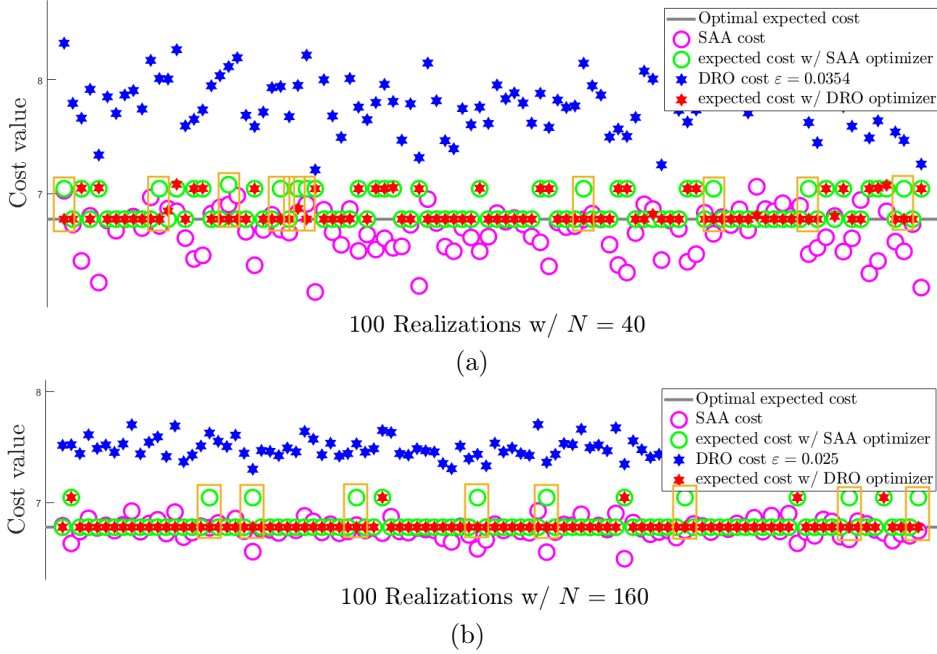 Optimal expected cost
SAA cost
expected cost w/ SAA optimizer
DRO cost ε = 0.0354
expected cost w/ DRO optimizer
8
7
Cost value
100 Realizations w/ N = 40
(a)
8
7
Cost value
Optimal expected cost
SAA cost
expected cost w/ SAA optimizer
DRO cost ε = 0.025
expected cost w/ DRO optimizer
100 Realizations w/ N = 160
(b)